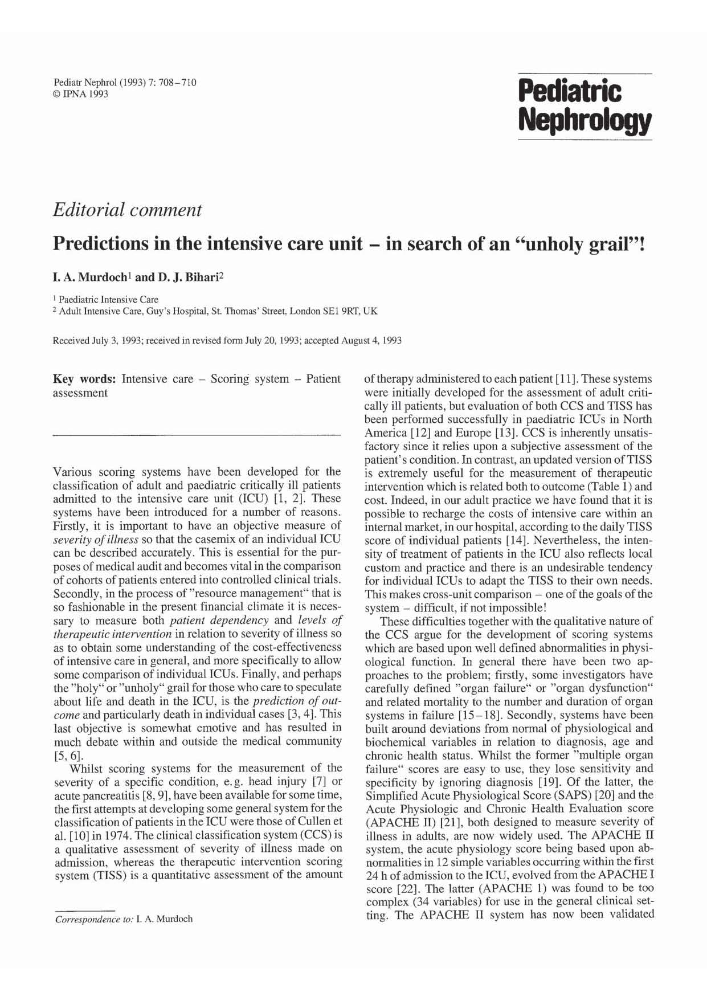 Pediatr Nephrol (1993) 7: 708–710
© IPNA 1993
Pediatric
Nephrology
Editorial comment
Predictions in the intensive care unit – in search of an “unholy grail”!
I. A. Murdoch¹ and D. J. Bihari²
¹ Paediatric Intensive Care
² Adult Intensive Care, Guy's Hospital, St. Thomas' Street, London SE1 9RT, UK
Received July 3, 1993; received in revised form July 20, 1993; accepted August 4, 1993
Key words: Intensive care – Scoring system – Patient
assessment
Various scoring systems have been developed for the
classification of adult and paediatric critically ill patients
admitted to the intensive care unit (ICU) [1, 2]. These
systems have been introduced for a number of reasons.
Firstly, it is important to have an objective measure of
severity of illness so that the casemix of an individual ICU
can be described accurately. This is essential for the pur-
poses of medical audit and becomes vital in the comparison
of cohorts of patients entered into controlled clinical trials.
Secondly, in the process of ”resource management“ that is
so fashionable in the present financial climate it is neces-
sary to measure both patient dependency and levels of
therapeutic intervention in relation to severity of illness so
as to obtain some understanding of the cost-effectiveness
of intensive care in general, and more specifically to allow
some comparison of individual ICUs. Finally, and perhaps
the ”holy“ or ”unholy“ grail for those who care to speculate
about life and death in the ICU, is the prediction of out-
come and particularly death in individual cases [3, 4]. This
last objective is somewhat emotive and has resulted in
much debate within and outside the medical community
[5, 6].
Whilst scoring systems for the measurement of the
severity of a specific condition, e. g. head injury [7] or
acute pancreatitis [8, 9], have been available for some time,
the first attempts at developing some general system for the
classification of patients in the ICU were those of Cullen et
al. [10] in 1974. The clinical classification system (CCS) is
a qualitative assessment of severity of illness made on
admission, whereas the therapeutic intervention scoring
system (TISS) is a quantitative assessment of the amount
Correspondence to: I. A. Murdoch
of therapy administered to each patient [11]. These systems
were initially developed for the assessment of adult criti-
cally ill patients, but evaluation of both CCS and TISS has
been performed successfully in paediatric ICUs in North
America [12] and Europe [13]. CCS is inherently unsatis-
factory since it relies upon a subjective assessment of the
patient's condition. In contrast, an updated version of TISS
is extremely useful for the measurement of therapeutic
intervention which is related both to outcome (Table 1) and
cost. Indeed, in our adult practice we have found that it is
possible to recharge the costs of intensive care within an
internal market, in our hospital, according to the daily TISS
score of individual patients [14]. Nevertheless, the inten-
sity of treatment of patients in the ICU also reflects local
custom and practice and there is an undesirable tendency
for individual ICUs to adapt the TISS to their own needs.
This makes cross-unit comparison – one of the goals of the
system – difficult, if not impossible!
These difficulties together with the qualitative nature of
the CCS argue for the development of scoring systems
which are based upon well defined abnormalities in physi-
ological function. In general there have been two ap-
proaches to the problem; firstly, some investigators have
carefully defined ”organ failure“ or ”organ dysfunction“
and related mortality to the number and duration of organ
systems in failure [15–18]. Secondly, systems have been
built around deviations from normal of physiological and
biochemical variables in relation to diagnosis, age and
chronic health status. Whilst the former ”multiple organ
failure“ scores are easy to use, they lose sensitivity and
specificity by ignoring diagnosis [19]. Of the latter, the
Simplified Acute Physiological Score (SAPS) [20] and the
Acute Physiologic and Chronic Health Evaluation score
(APACHE II) [21], both designed to measure severity of
illness in adults, are now widely used. The APACHE II
system, the acute physiology score being based upon ab-
normalities in 12 simple variables occurring within the first
24 h of admission to the ICU, evolved from the APACHE I
score [22]. The latter (APACHE 1) was found to be too
complex (34 variables) for use in the general clinical set-
ting. The APACHE II system has now been validated